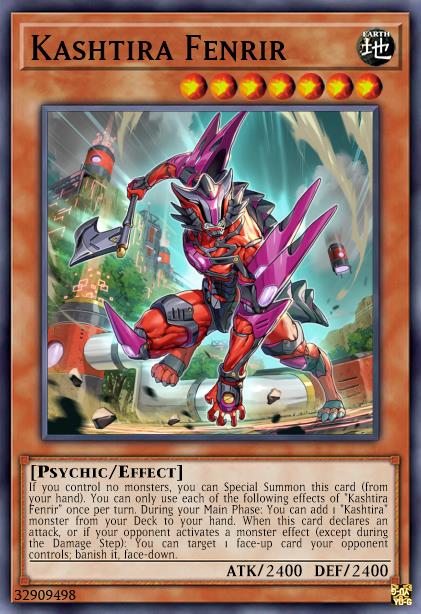 KASHTIRA FENRIR
EARTH
地
[PSYCHIC/EFFECT]
If you control no monsters, you can Special Summon this card (from
your hand). You can only use each of the following effects of "Kashtira
Fenrir" once per turn. During your Main Phase: You can add 1 "Kashtira"
monster from your Deck to your hand. When this card declares an
attack, or if your opponent activates a monster effect (except during
the Damage Step): You can target 1 face-up card your opponent
controls; banish it, face-down.
ATK/2400 DEF/2400
32909498